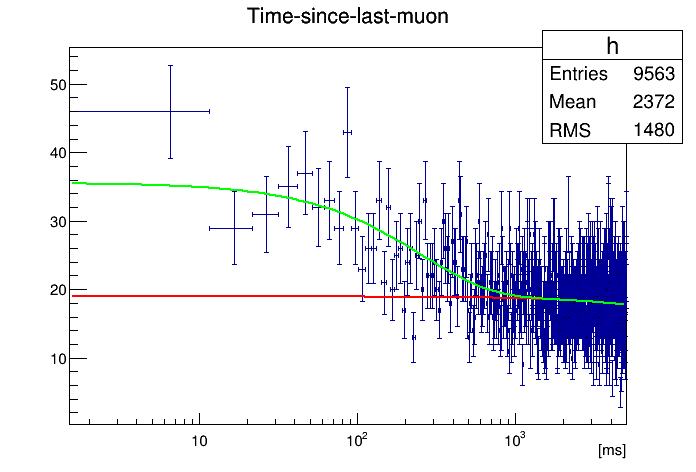 Time-since-last-muon
h
Entries 9563
Mean 2372
RMS 1480
50
40
30
20
10
10
10²
10³
[ms]